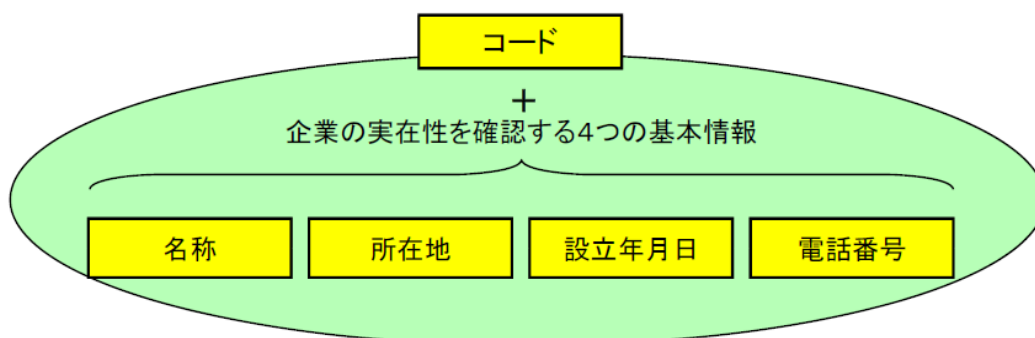 コード
+
企業の実在性を確認する4つの基本情報
名称 所在地 設立年月日 電話番号